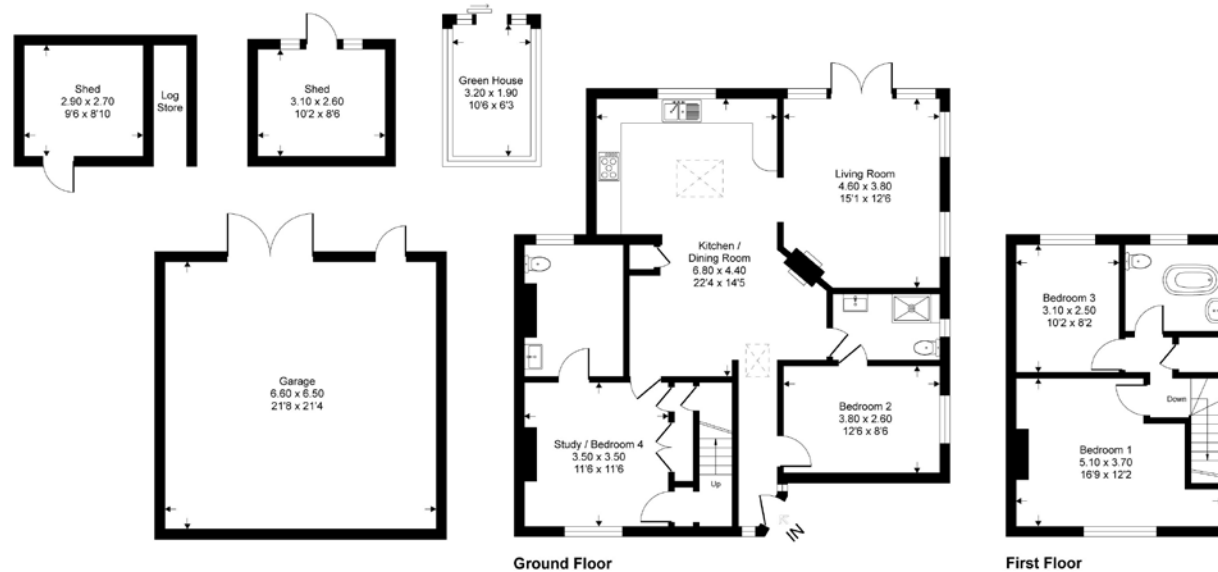 Shed
2.90 x 2.70
9'6 x 8'10
Log
Store
Shed
3.10 x 2.60
10'2 x 8'6
Green House
3.20 x 1.90
10'6 x 6'3
Living Room
4.60 x 3.80
15'1 x 12'6
Kitchen /
Dining Room
6.80 x 4.40
22'4 x 14'5
Garage
6.60 x 6.50
21'8 x 21'4
Study / Bedroom 4
3.50 x 3.50
11'6 x 11'6
Up
Bedroom 2
3.80 x 2.60
12'6 x 8'6
IN
Ground Floor
Bedroom 3
3.10 x 2.50
10'2 x 8'2
Down
Bedroom 1
5.10 x 3.70
16'9 x 12'2
First Floor